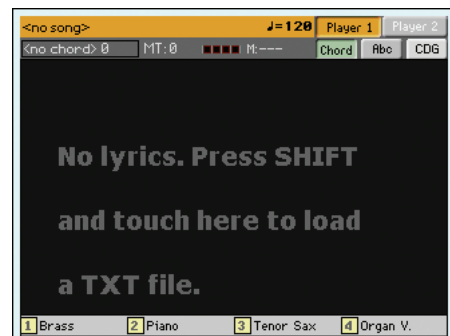 <no song> ♩=120 Player 1 Player 2
<no chord> 0 MT:0 M:--- Chord Abc CDG
No lyrics. Press SHIFT
and touch here to load
a TXT file.
1 Brass 2 Piano 3 Tenor Sax 4 Organ V.